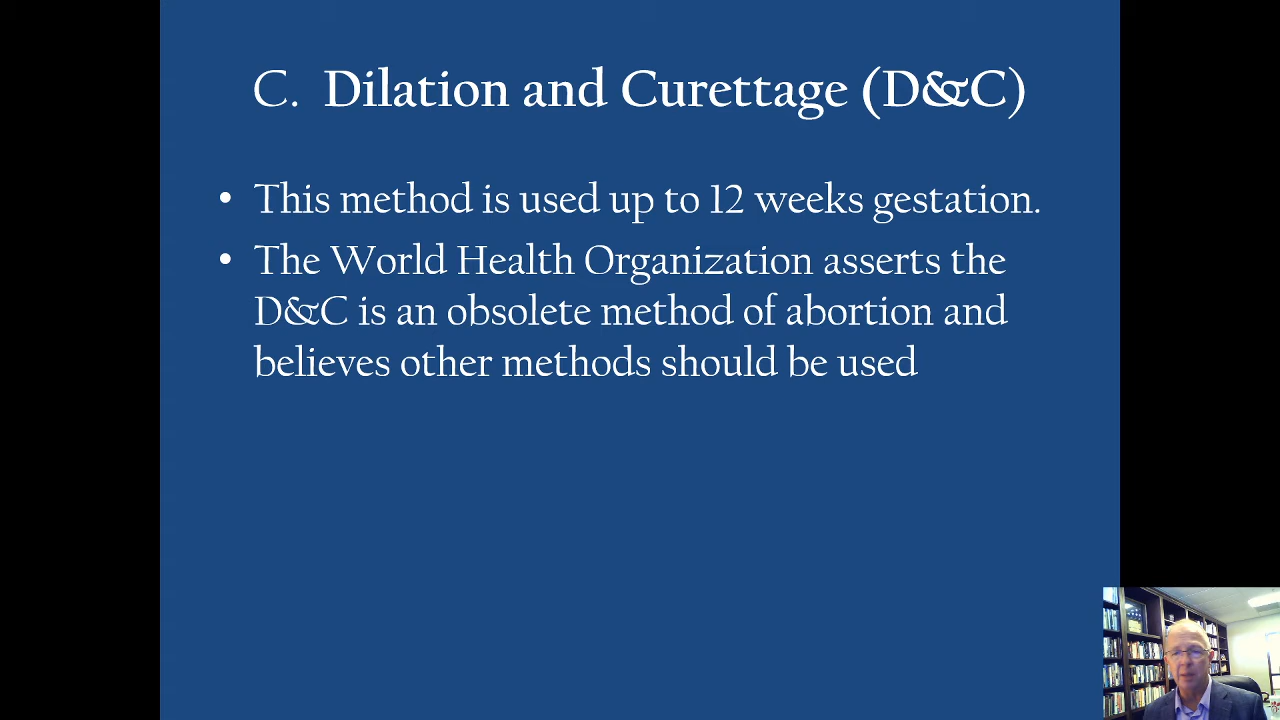 C. Dilation and Curettage (D&C)
• This method is used up to 12 weeks gestation.
• The World Health Organization asserts the
D&C is an obsolete method of abortion and
believes other methods should be used